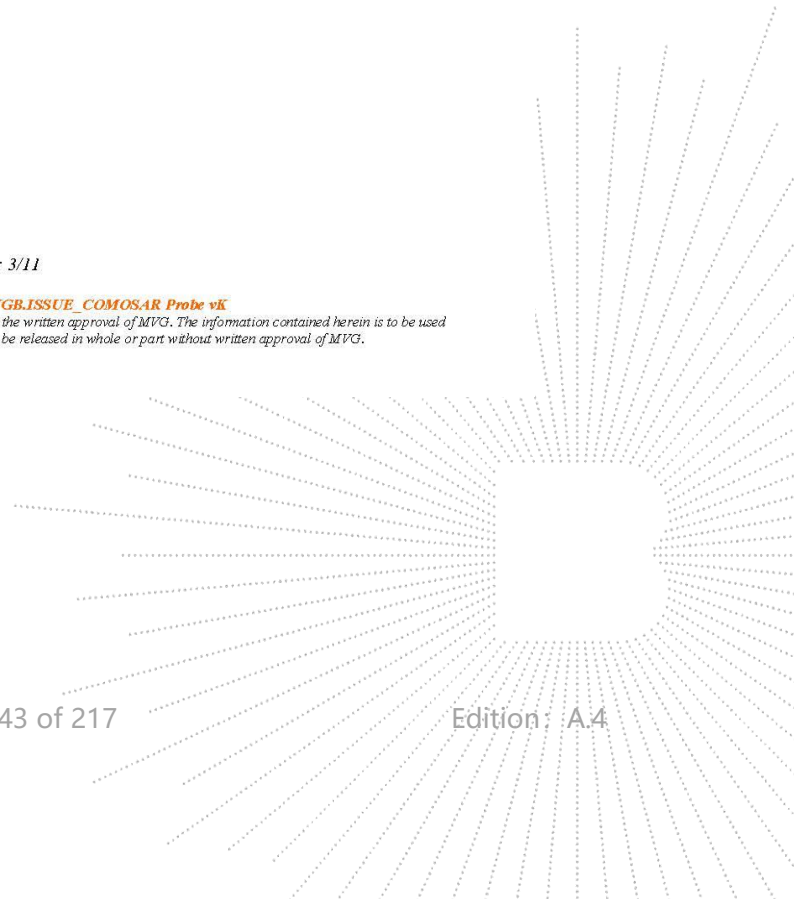 : 3/11
GB.ISSUE_COMOSAR Probe vK
the written approval of MVG. The information contained herein is to be used
be released in whole or part without written approval of MVG.
43 of 217 Edition: A.4